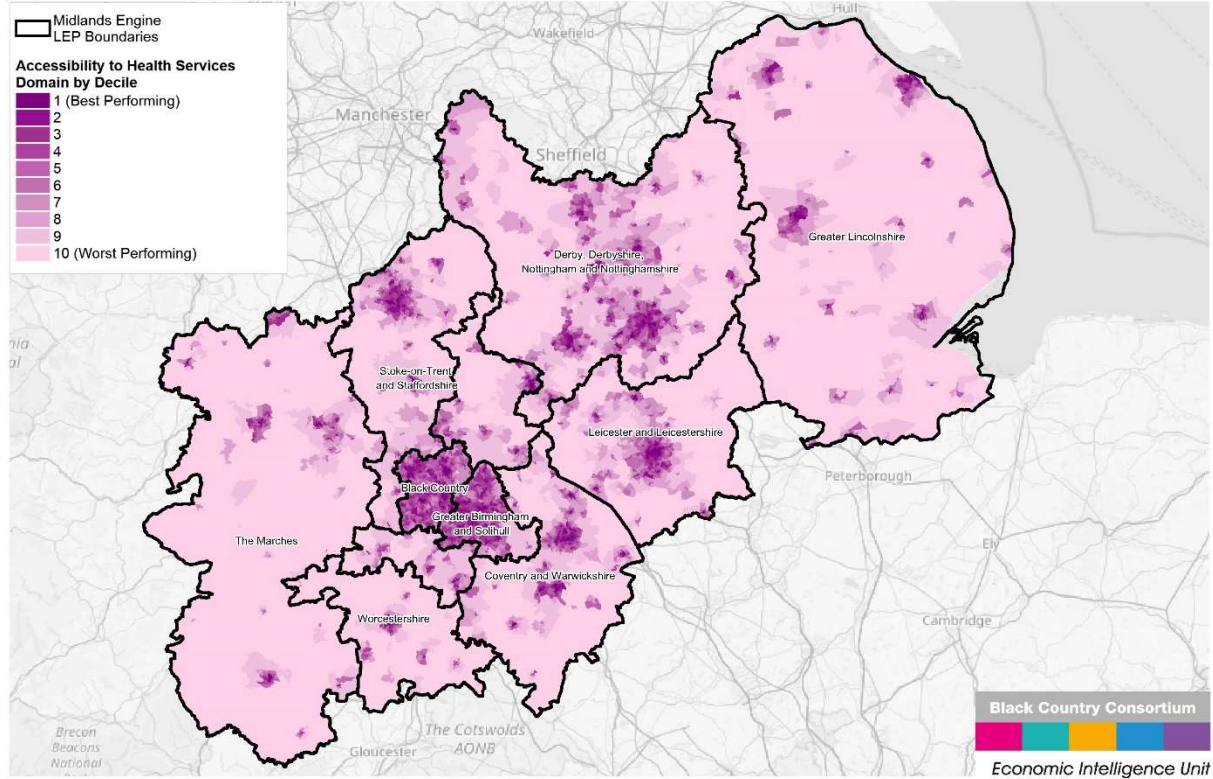 Midlands Engine
LEP Boundaries
Accessibility to Health Services
Domain by Decile
1 (Best Performing)
2
3
4
5
6
7
8
9
10 (Worst Performing)
Hull
Wakefield
Manchester
Sheffield
Greater Lincolnshire
Derby, Derbyshire,
Nottingham and Nottinghamshire
Stoke-on-Trent
and Staffordshire
Leicester and Leicestershire
Peterborough
Black Country
Greater Birmingham
and Solihull
The Marches
Ely
Coventry and Warwickshire
Worcestershire
Cambridge
The Cotswolds
AONB
Gloucester
Brecon
Beacons
National
Black Country Consortium
Economic Intelligence Unit